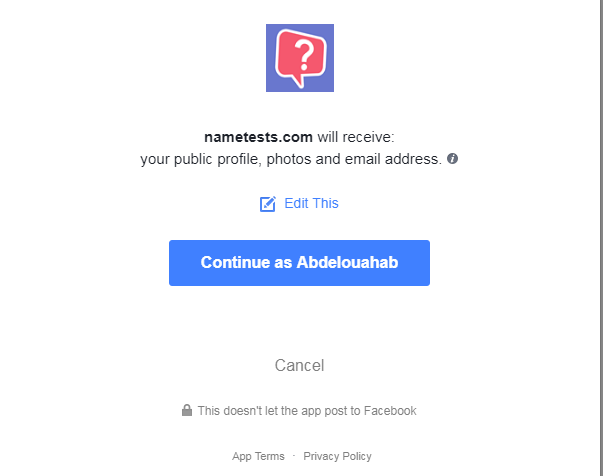 ?
nametests.com will receive:
your public profile, photos and email address.
Edit This
Continue as Abdelouahab
Cancel
This doesn't let the app post to Facebook
App Terms · Privacy Policy